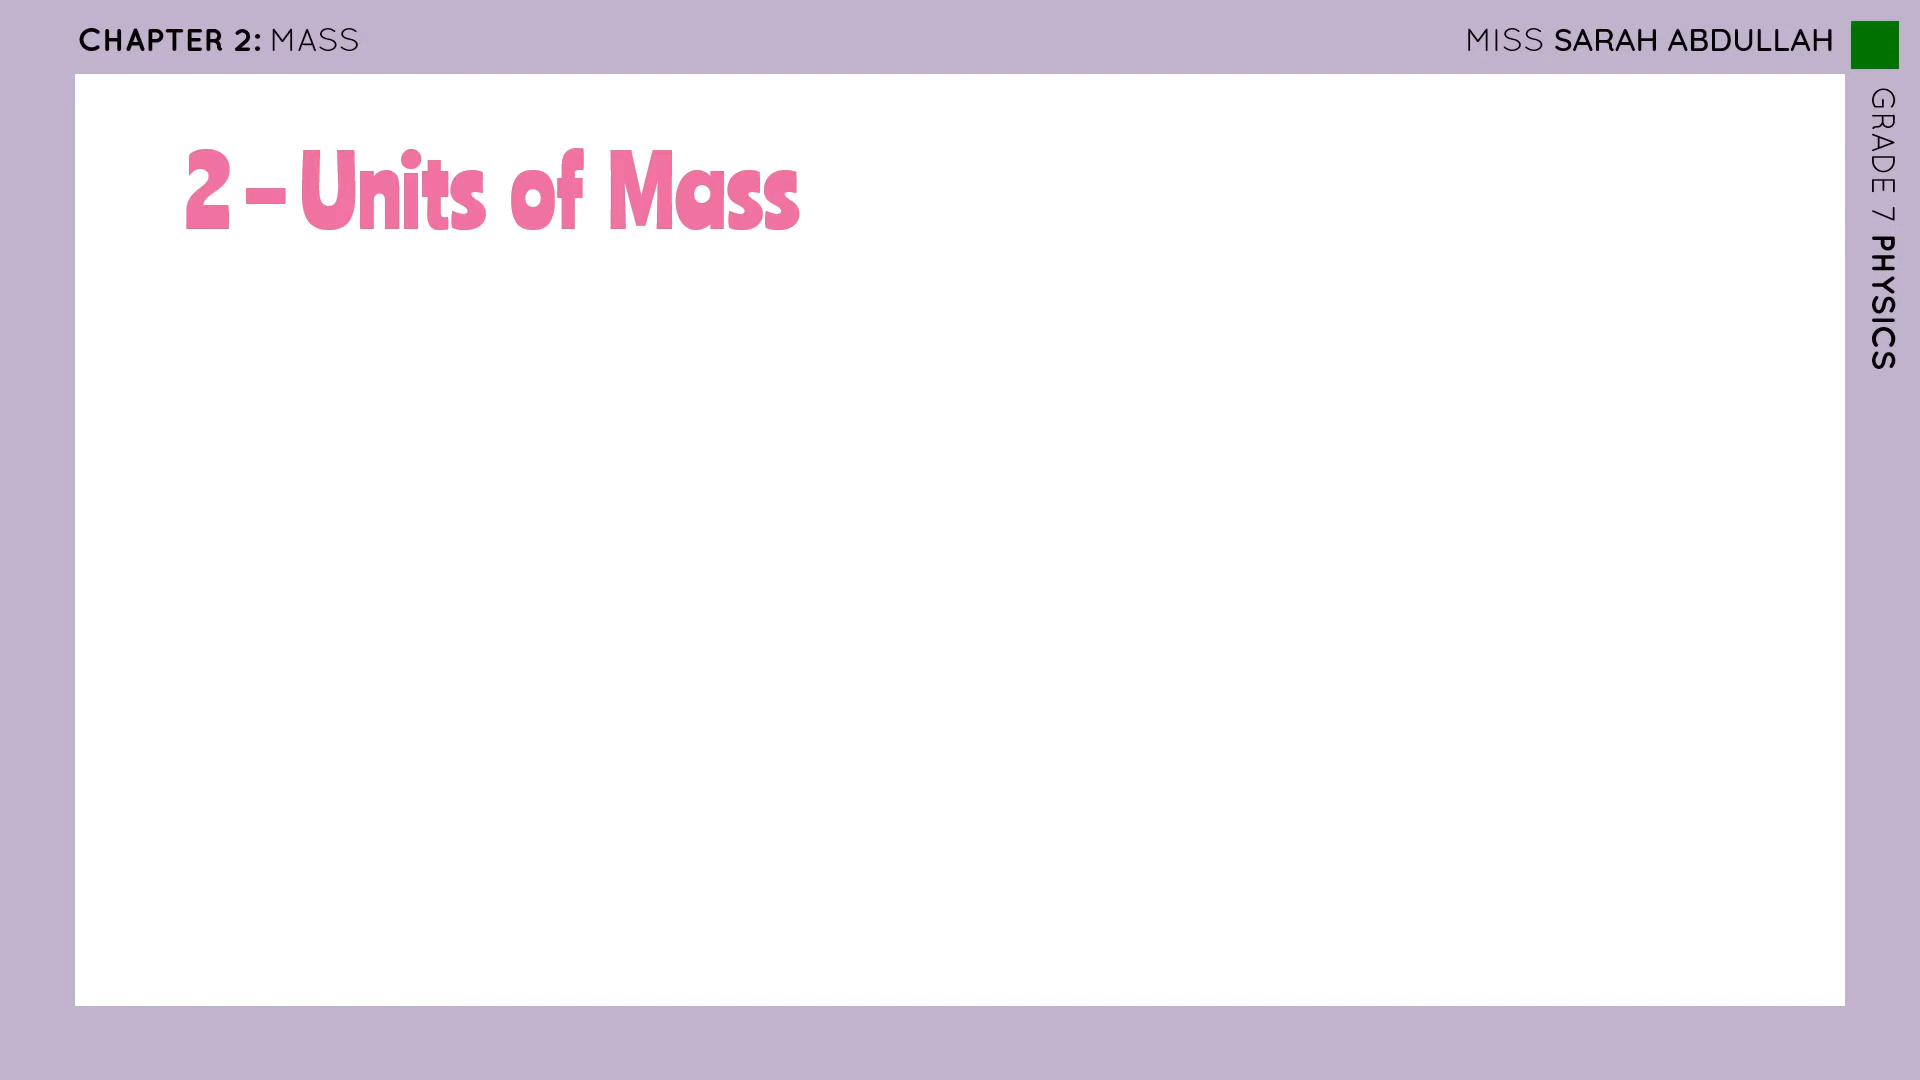 CHAPTER 2: MASS
MISS SARAH ABDULLAH
GRADE 7 PHYSICS
2 – Units of Mass